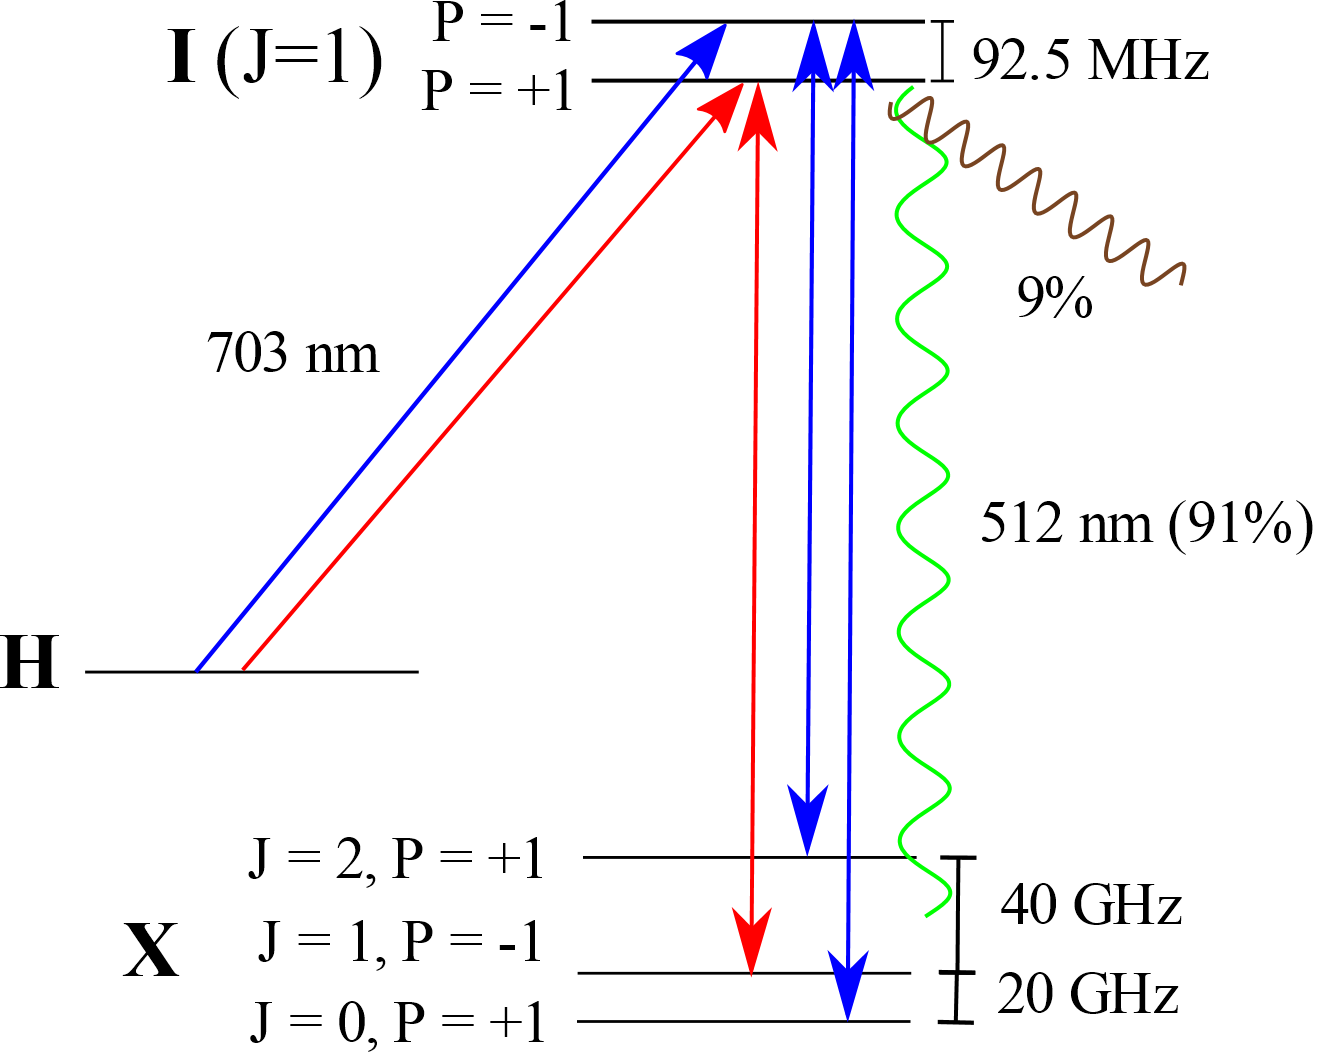 I (J=1)
P = -1
P = +1
92.5 MHz
9%
703 nm
512 nm (91%)
H
J = 2, P = +1
40 GHz
X
J = 1, P = -1
20 GHz
J = 0, P = +1